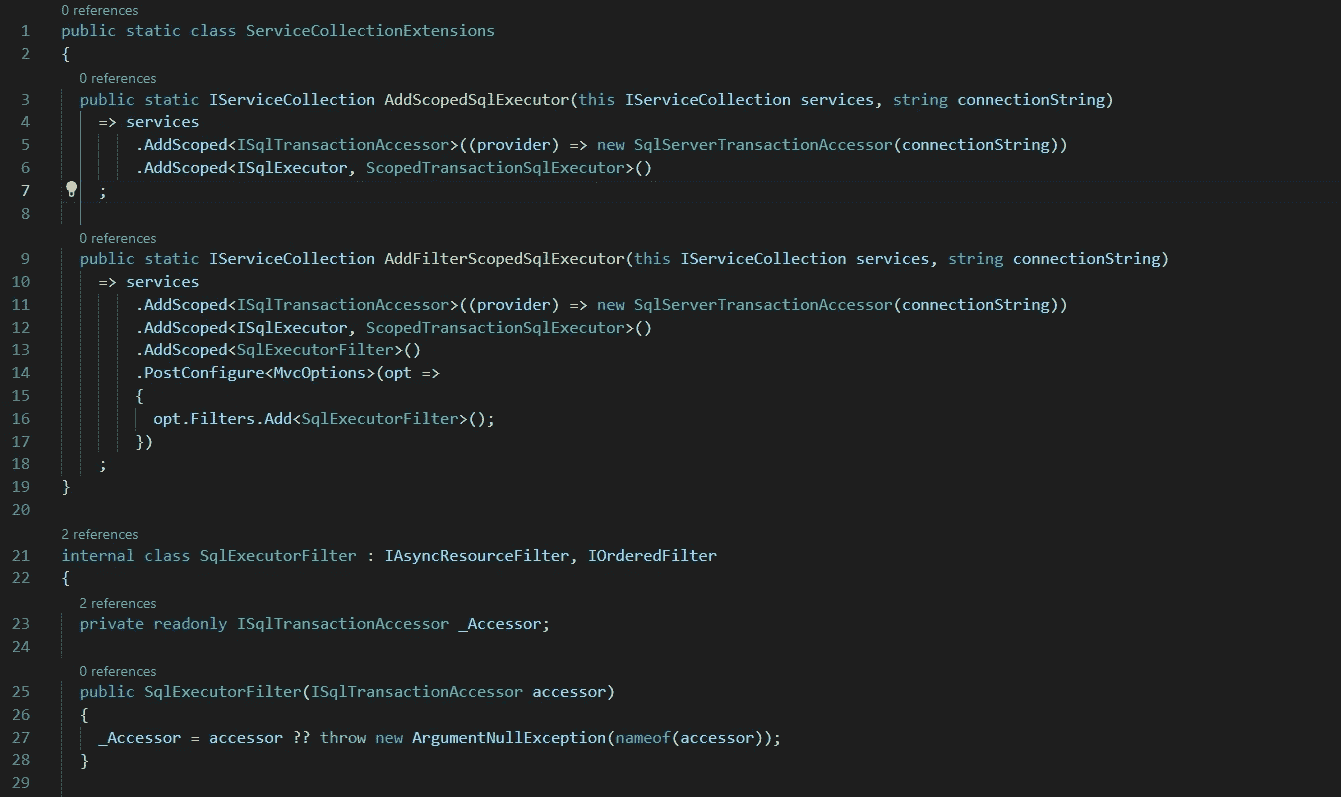 0 references
1 public static class ServiceCollectionExtensions
2 {
0 references
3 public static IServiceCollection AddScopedSqlExecutor(this IServiceCollection services, string connectionString)
4 => services
5 .AddScoped<ISqlTransactionAccessor>((provider) => new SqlServerTransactionAccessor(connectionString))
6 .AddScoped<ISqlExecutor, ScopedTransactionSqlExecutor>()
7 ;
8
0 references
9 public static IServiceCollection AddFilterScopedSqlExecutor(this IServiceCollection services, string connectionString)
10 => services
11 .AddScoped<ISqlTransactionAccessor>((provider) => new SqlServerTransactionAccessor(connectionString))
12 .AddScoped<ISqlExecutor, ScopedTransactionSqlExecutor>()
13 .AddScoped<SqlExecutorFilter>()
14 .PostConfigure<MvcOptions>(opt =>
15 {
16 opt.Filters.Add<SqlExecutorFilter>();
17 })
18 ;
19 }
20
2 references
21 internal class SqlExecutorFilter : IAsyncResourceFilter, IOrderedFilter
22 {
2 references
23 private readonly ISqlTransactionAccessor _Accessor;
24
0 references
25 public SqlExecutorFilter(ISqlTransactionAccessor accessor)
26 {
27 _Accessor = accessor ?? throw new ArgumentNullException(nameof(accessor));
28 }
29